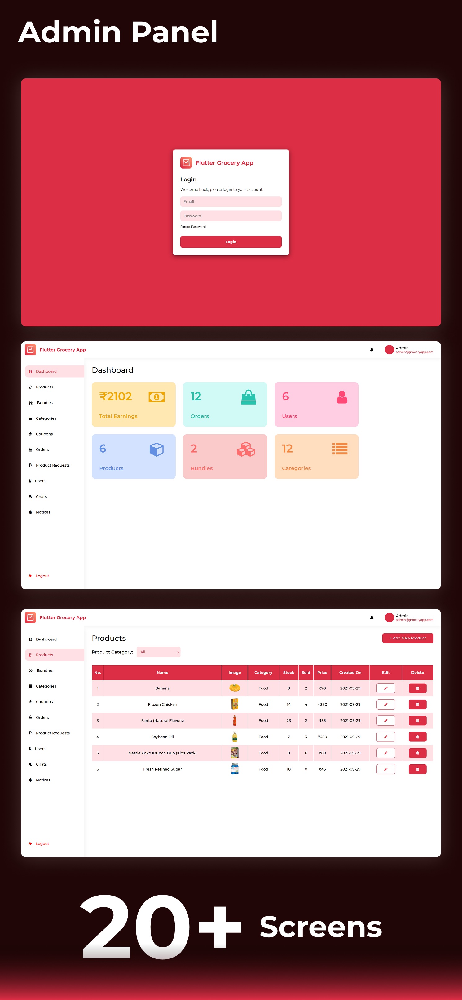 Admin Panel
Flutter Grocery App
Login
Welcome back, please login to your account.
Email
Password
Forgot Password
Login
Flutter Grocery App
Admin
admin@groceryapp.com
Dashboard
Products
Bundles
Categories
Coupons
Orders
Product Requests
Users
Chats
Notices
Logout
Dashboard
₹2102
Total Earnings
12
Orders
6
Users
6
Products
2
Bundles
12
Categories
Flutter Grocery App
Admin
admin@groceryapp.com
Dashboard
Products
Bundles
Categories
Coupons
Orders
Product Requests
Users
Chats
Notices
Logout
Products
+ Add New Product
Product Category: All
No. Name Image Category Stock Sold Price Created On Edit Delete
1 Banana Food 8 2 ₹70 2021-09-29
2 Frozen Chicken Food 14 4 ₹380 2021-09-29
3 Fanta (Natural Flavors) Food 23 2 ₹35 2021-09-29
4 Soybean Oil Food 7 3 ₹450 2021-09-29
5 Nestle Koko Krunch Duo (Kids Pack) Food 9 6 ₹60 2021-09-29
6 Fresh Refined Sugar Food 10 0 ₹45 2021-09-29
20+ Screens